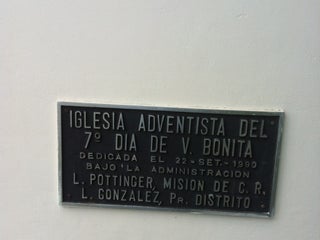 IGLESIA ADVENTISTA DEL
7º DIA DE V. BONITA
DEDICADA EL 22-SET-1990
BAJO LA ADMINISTRACION
L. POTTINGER, MISION DE C.R.
L. GONZALEZ, PR. DISTRITO